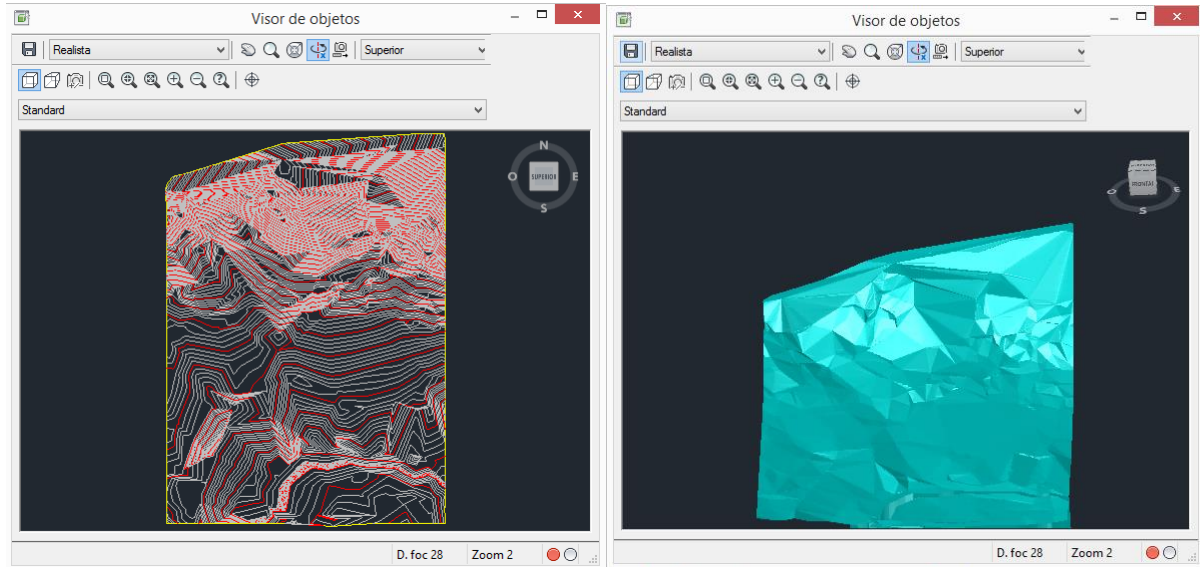 Visor de objetos
Realista
Superior
Standard
N
O
SUPERIOR
E
S
D. foc 28
Zoom 2
Visor de objetos
Realista
Superior
Standard
FRONTAL
E
S
D. foc 28
Zoom 2